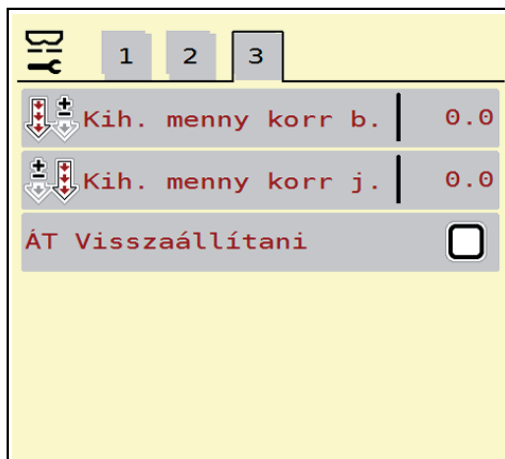 1 2 3
Kih. menny korr b. 0.0
Kih. menny korr j. 0.0
ÁT Visszaállítani